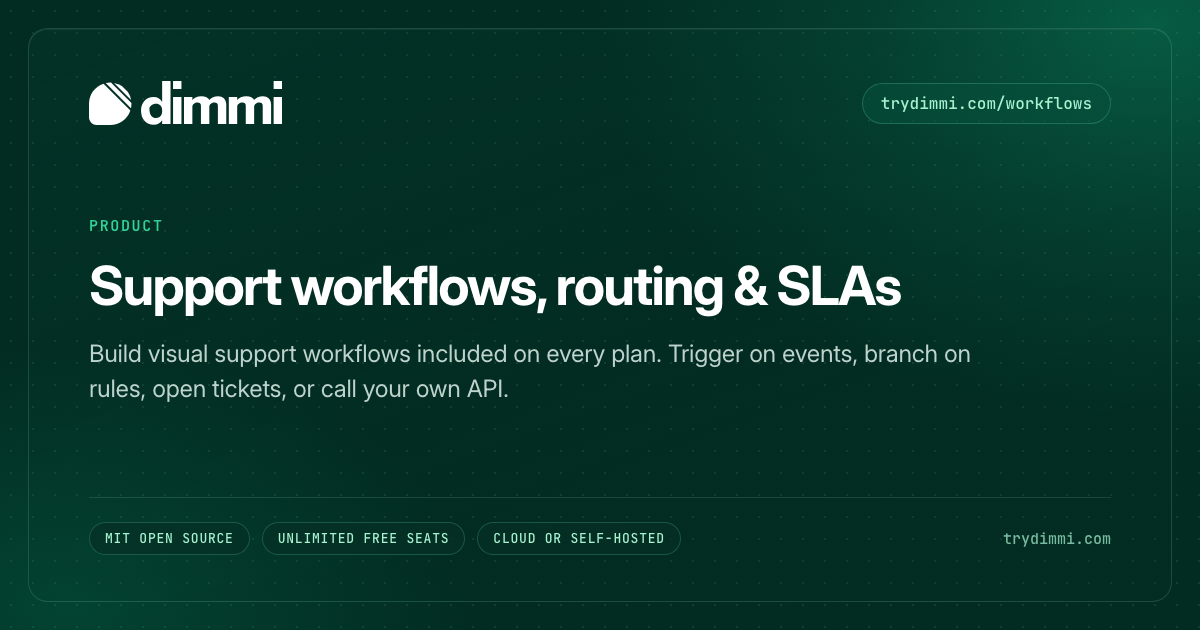 dimmi
trydimmi.com/workflows
PRODUCT
Support workflows, routing & SLAs
Build visual support workflows included on every plan. Trigger on events, branch on
rules, open tickets, or call your own API.
MIT OPEN SOURCE
UNLIMITED FREE SEATS
CLOUD OR SELF-HOSTED
trydimmi.com